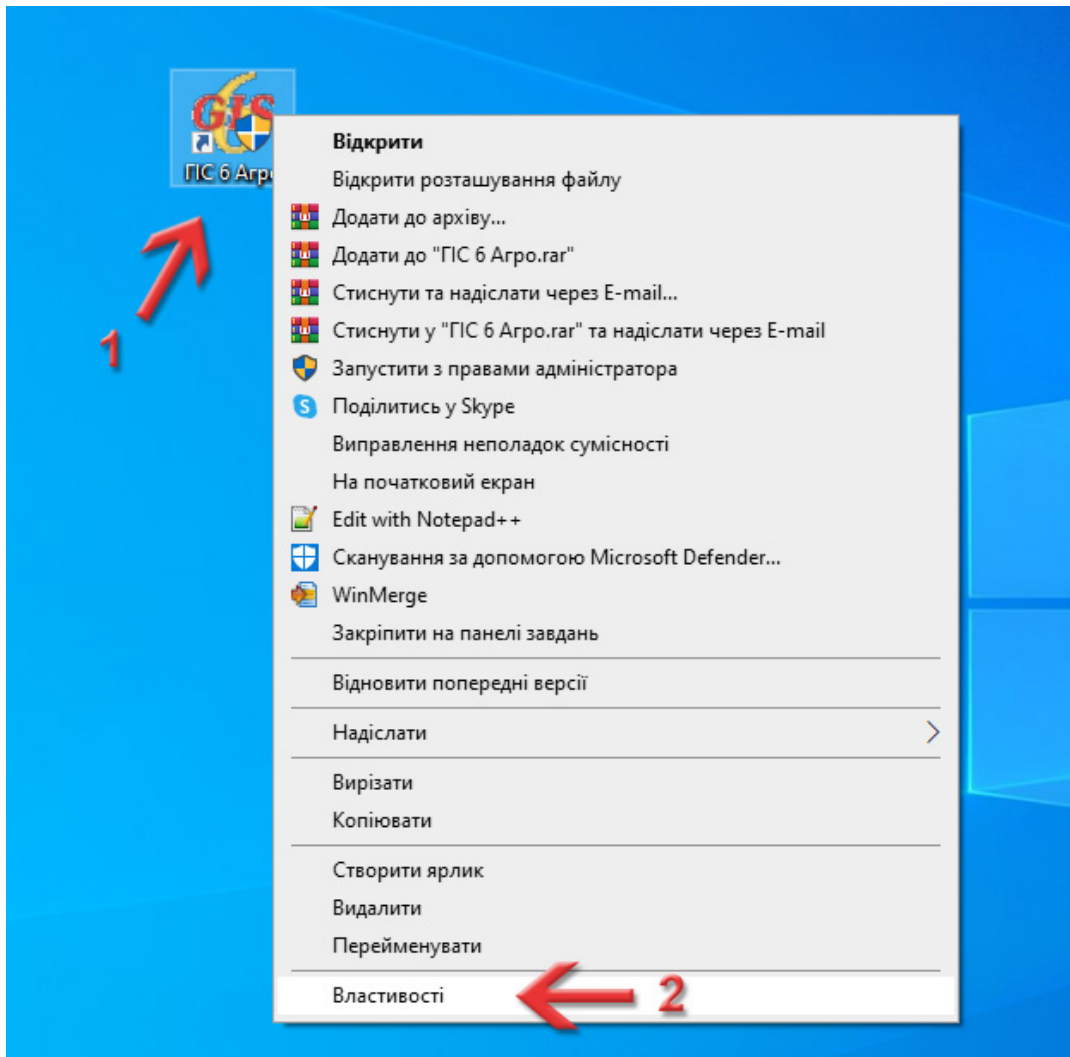 GIS
6
ГІС 6 Агро
1
Відкрити
Відкрити розташування файлу
Додати до архіву...
Додати до "ГІС 6 Агро.rar"
Стиснути та надіслати через E-mail...
Стиснути у "ГІС 6 Агро.rar" та надіслати через E-mail
Запустити з правами адміністратора
Поділитись у Skype
Виправлення неполадок сумісності
На початковий екран
Edit with Notepad++
Сканування за допомогою Microsoft Defender...
WinMerge
Закріпити на панелі завдань
Відновити попередні версії
Надіслати
Вирізати
Копіювати
Створити ярлик
Видалити
Перейменувати
Властивості
2